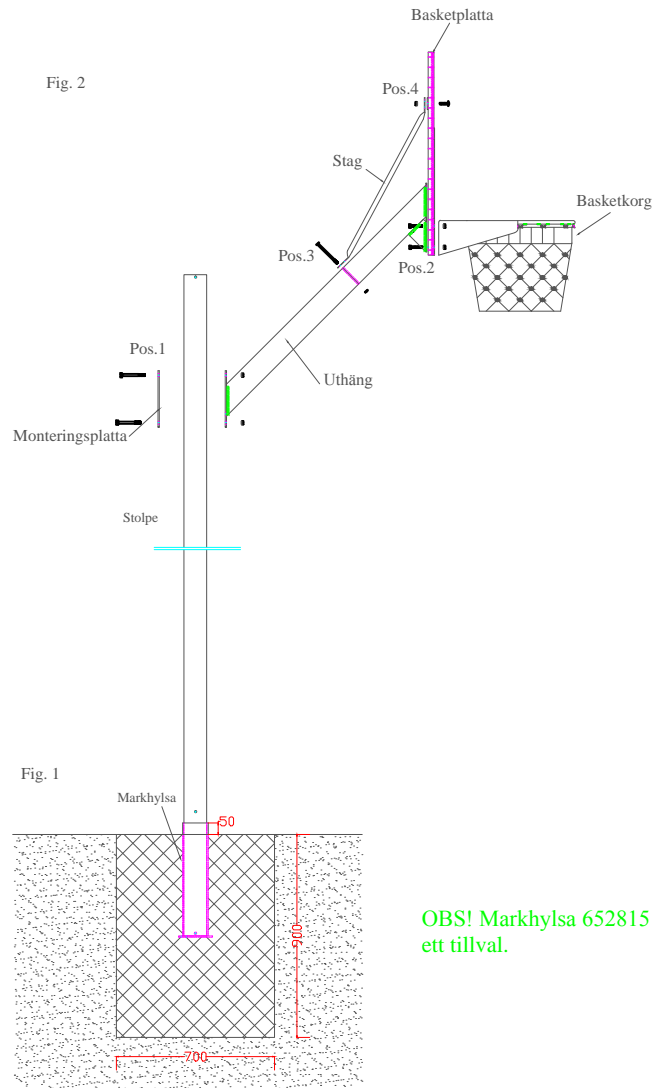 Basketplatta
Fig. 2
Pos.4
Stag
Basketkorg
Pos.3
Pos.2
Pos.1
Uthäng
Monteringsplatta
Stolpe
Fig. 1
Markhylsa
50
900
OBS! Markhylsa 652815
ett tillval.
700